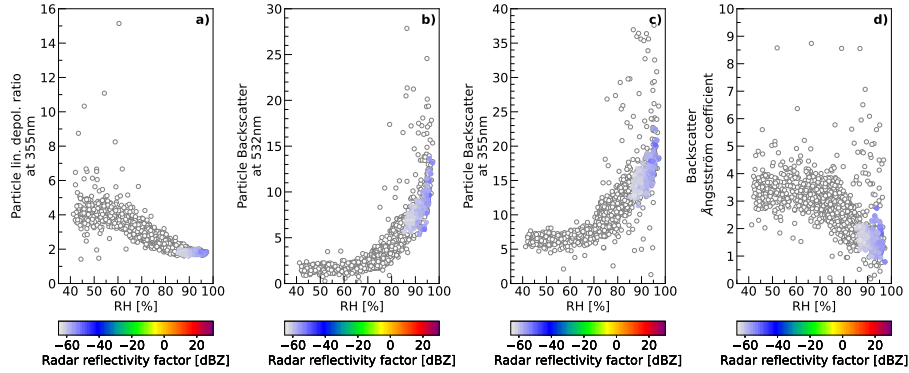 a)
Particle lin. depol. ratio
at 355nm
16
14
12
10
8
6
4
2
0
40 50 60 70 80 90 100
RH [%]
−60 −40 −20 0 20
Radar reflectivity factor [dBZ]
b)
Particle Backscatter
at 532nm
30
25
20
15
10
5
0
40 50 60 70 80 90 100
RH [%]
−60 −40 −20 0 20
Radar reflectivity factor [dBZ]
c)
Particle Backscatter
at 355nm
40
35
30
25
20
15
10
5
0
40 50 60 70 80 90 100
RH [%]
−60 −40 −20 0 20
Radar reflectivity factor [dBZ]
d)
Backscatter
Ångström coefficient
10
9
8
7
6
5
4
3
2
1
0
40 50 60 70 80 90 100
RH [%]
−60 −40 −20 0 20
Radar reflectivity factor [dBZ]